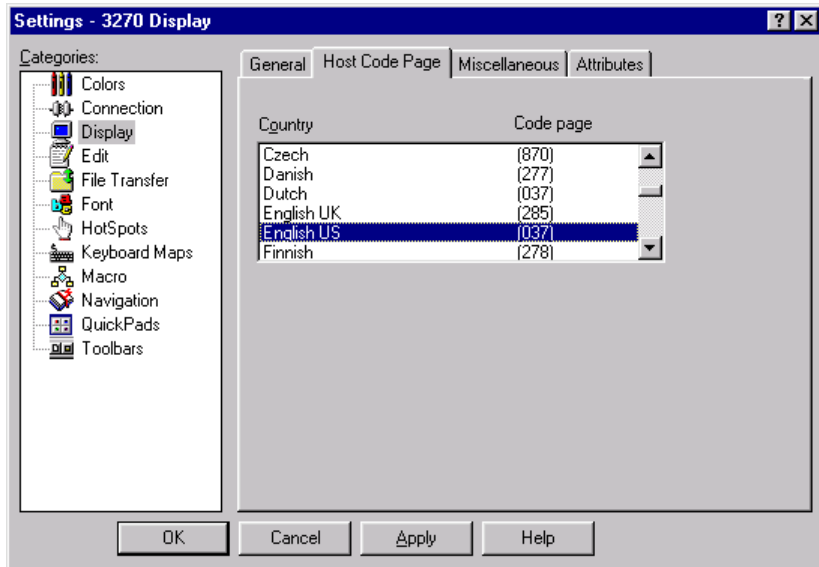 Settings - 3270 Display
Categories:
Colors
Connection
Display
Edit
File Transfer
Font
HotSpots
Keyboard Maps
Macro
Navigation
QuickPads
Toolbars
General Host Code Page Miscellaneous Attributes
Country Code page
Czech (870)
Danish (277)
Dutch (037)
English UK (285)
English US (037)
Finnish (278)
OK Cancel Apply Help